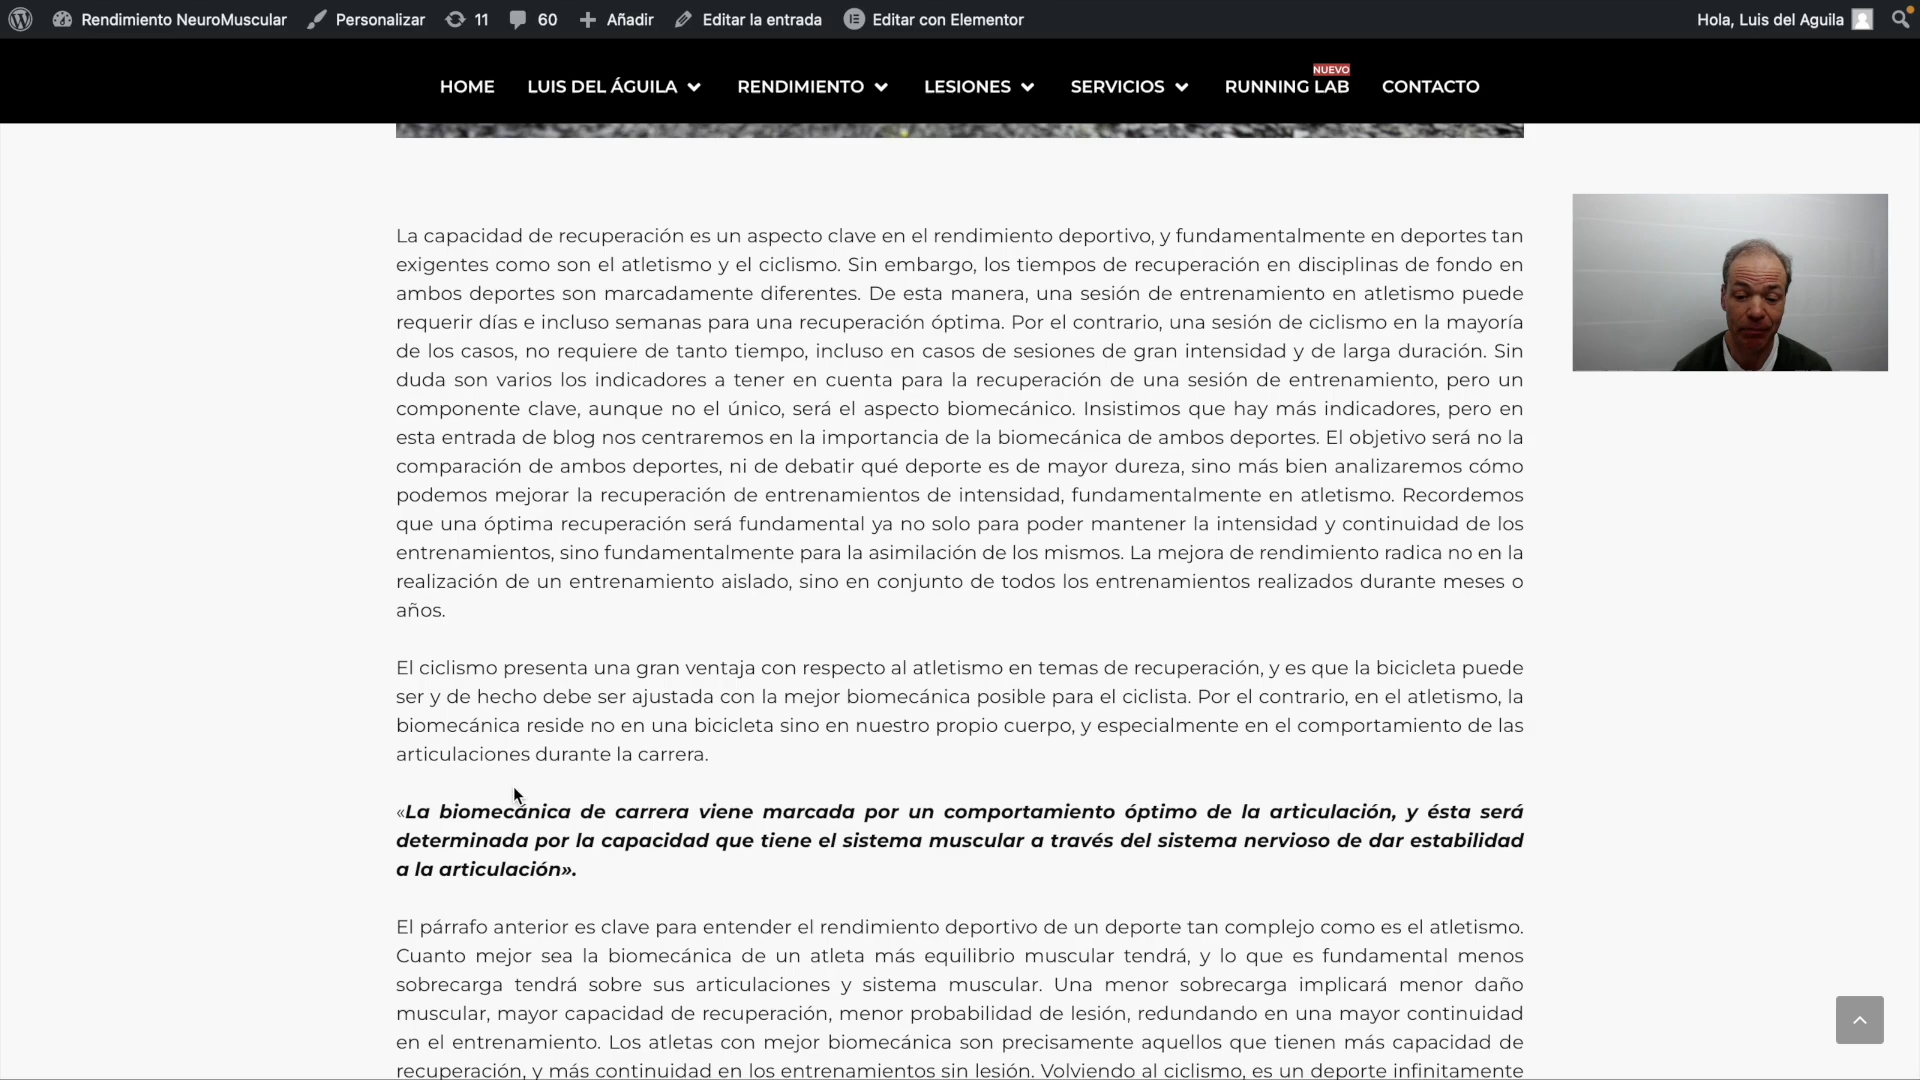 Rendimiento NeuroMuscular Personalizar 11 60 Añadir Editar la entrada Editar con Elementor Hola, Luis del Aguila
HOME LUIS DEL ÁGUILA RENDIMIENTO LESIONES SERVICIOS RUNNING LAB NUEVO CONTACTO
La capacidad de recuperación es un aspecto clave en el rendimiento deportivo, y fundamentalmente en deportes tan
exigentes como son el atletismo y el ciclismo. Sin embargo, los tiempos de recuperación en disciplinas de fondo en
ambos deportes son marcadamente diferentes. De esta manera, una sesión de entrenamiento en atletismo puede
requerir días e incluso semanas para una recuperación óptima. Por el contrario, una sesión de ciclismo en la mayoría
de los casos, no requiere de tanto tiempo, incluso en casos de sesiones de gran intensidad y de larga duración. Sin
duda son varios los indicadores a tener en cuenta para la recuperación de una sesión de entrenamiento, pero un
componente clave, aunque no el único, será el aspecto biomecánico. Insistimos que hay más indicadores, pero en
esta entrada de blog nos centraremos en la importancia de la biomecánica de ambos deportes. El objetivo será no la
comparación de ambos deportes, ni de debatir qué deporte es de mayor dureza, sino más bien analizaremos cómo
podemos mejorar la recuperación de entrenamientos de intensidad, fundamentalmente en atletismo. Recordemos
que una óptima recuperación será fundamental ya no solo para poder mantener la intensidad y continuidad de los
entrenamientos, sino fundamentalmente para la asimilación de los mismos. La mejora de rendimiento radica no en la
realización de un entrenamiento aislado, sino en conjunto de todos los entrenamientos realizados durante meses o
años.
El ciclismo presenta una gran ventaja con respecto al atletismo en temas de recuperación, y es que la bicicleta puede
ser y de hecho debe ser ajustada con la mejor biomecánica posible para el ciclista. Por el contrario, en el atletismo, la
biomecánica reside no en una bicicleta sino en nuestro propio cuerpo, y especialmente en el comportamiento de las
articulaciones durante la carrera.
«La biomecánica de carrera viene marcada por un comportamiento óptimo de la articulación, y ésta será
determinada por la capacidad que tiene el sistema muscular a través del sistema nervioso de dar estabilidad
a la articulación».
El párrafo anterior es clave para entender el rendimiento deportivo de un deporte tan complejo como es el atletismo.
Cuanto mejor sea la biomecánica de un atleta más equilibrio muscular tendrá, y lo que es fundamental menos
sobrecarga tendrá sobre sus articulaciones y sistema muscular. Una menor sobrecarga implicará menor daño
muscular, mayor capacidad de recuperación, menor probabilidad de lesión, redundando en una mayor continuidad
en el entrenamiento. Los atletas con mejor biomecánica son precisamente aquellos que tienen más capacidad de
recuperación, y más continuidad en los entrenamientos sin lesión. Volviendo al ciclismo, es un deporte infinitamente